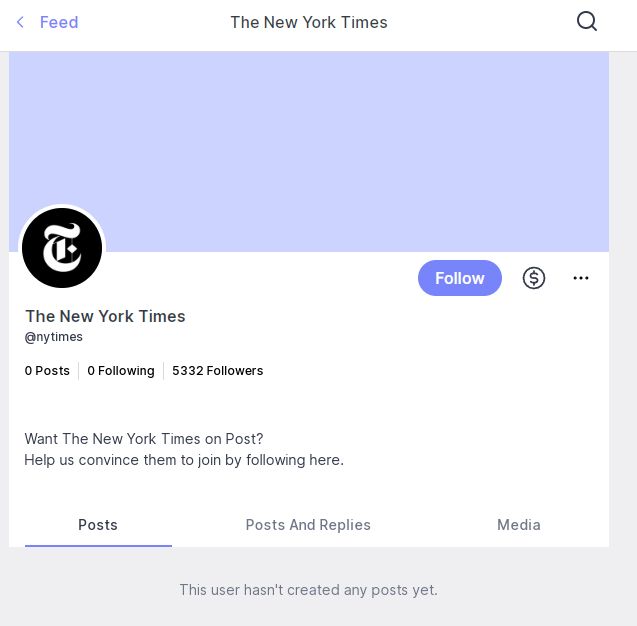 Feed
The New York Times
Follow
The New York Times
@nytimes
0 Posts
0 Following
5332 Followers
Want The New York Times on Post?
Help us convince them to join by following here.
Posts
Posts And Replies
Media
This user hasn't created any posts yet.